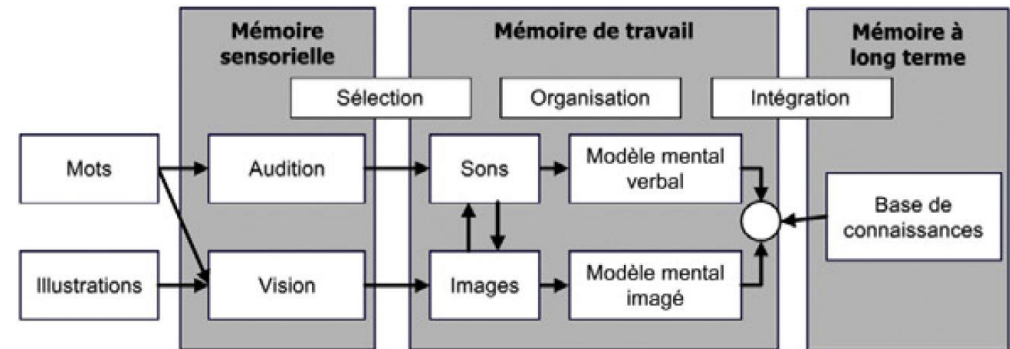 Mémoire
sensorielle
Mémoire de travail
Mémoire à
long terme
Sélection
Organisation
Intégration
Mots
Audition
Sons
Modèle mental
verbal
Base de
connaissances
Illustrations
Vision
Images
Modèle mental
imagé